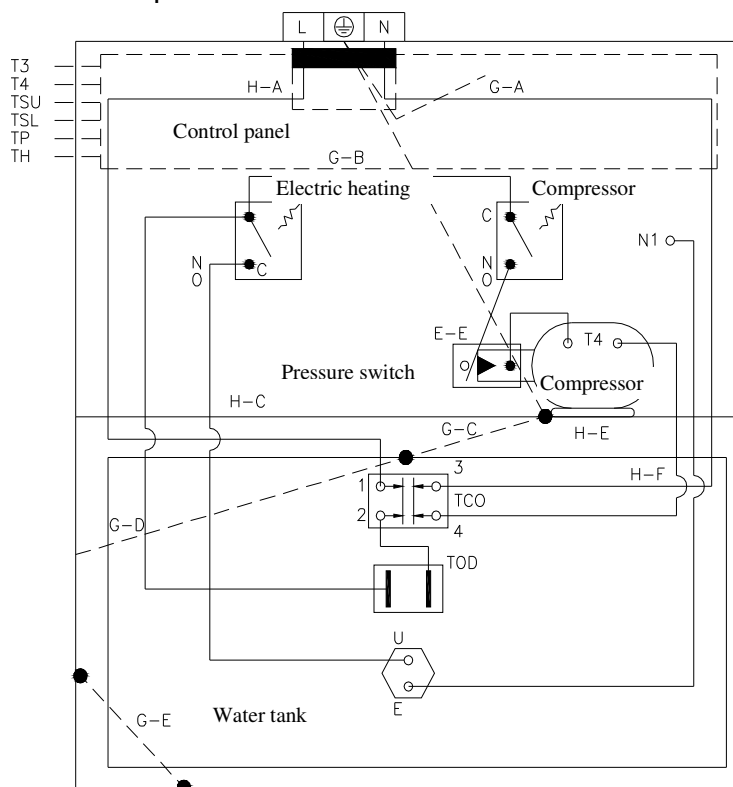 L N
T3
T4
TSU
TSL
TP
TH
H-A
G-A
Control panel
G-B
Electric heating
Compressor
C
N
O
C
N
O
N1
E-E
T4
Pressure switch
Compressor
H-C
G-C
H-E
3
1
H-F
TCO
2
4
G-D
TOD
U
E
G-E
Water tank